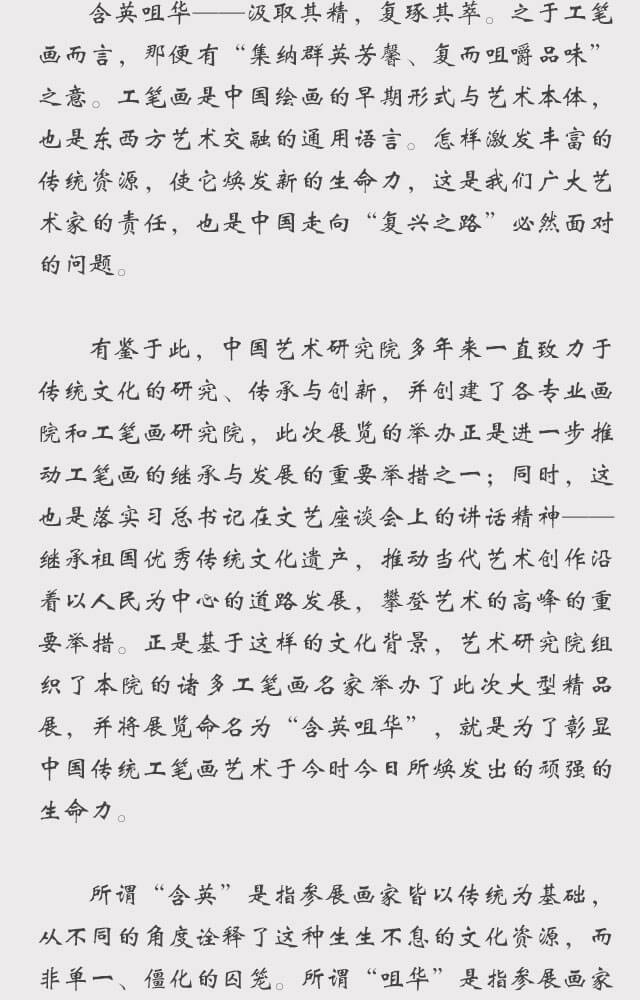 含英咀华——汲取其精，复琢其萃。之于工笔
画而言，那便有“集纳群英芳馨、复而咀嚼品味”
之意。工笔画是中国绘画的早期形式与艺术本体，
也是东西方艺术交融的通用语言。怎样激发丰富的
传统资源，使它焕发新的生命力，这是我们广大艺
术家的责任，也是中国走向“复兴之路”必然面对
的问题。
有鉴于此，中国艺术研究院多年来一直致力于
传统文化的研究、传承与创新，并创建了各专业画
院和工笔画研究院，此次展览的举办正是进一步推
动工笔画的继承与发展的重要举措之一；同时，这
也是落实习总书记在文艺座谈会上的讲话精神——
继承祖国优秀传统文化遗产，推动当代艺术创作沿
着以人民为中心的道路发展，攀登艺术的高峰的重
要举措。正是基于这样的文化背景，艺术研究院组
织了本院的诸多工笔画名家举办了此次大型精品
展，并将展览命名为“含英咀华”，就是为了彰显
中国传统工笔画艺术于今时今日所焕发出的顽强的
生命力。
所谓“含英”是指参展画家皆以传统为基础，
从不同的角度诠释了这种生生不息的文化资源，而
非单一、僵化的囚笼。所谓“咀华”是指参展画家